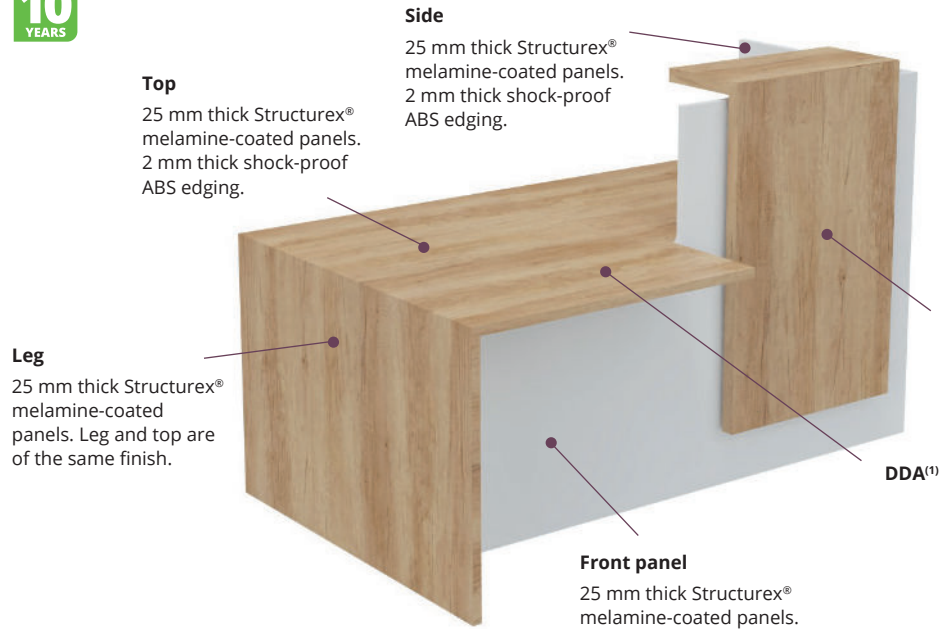 10
YEARS
Side
25 mm thick Structurex®
melamine-coated panels.
2 mm thick shock-proof
ABS edging.
Top
25 mm thick Structurex®
melamine-coated panels.
2 mm thick shock-proof
ABS edging.
Leg
25 mm thick Structurex®
melamine-coated
panels. Leg and top are
of the same finish.
DDA⁽¹⁾
Front panel
25 mm thick Structurex®
melamine-coated panels.